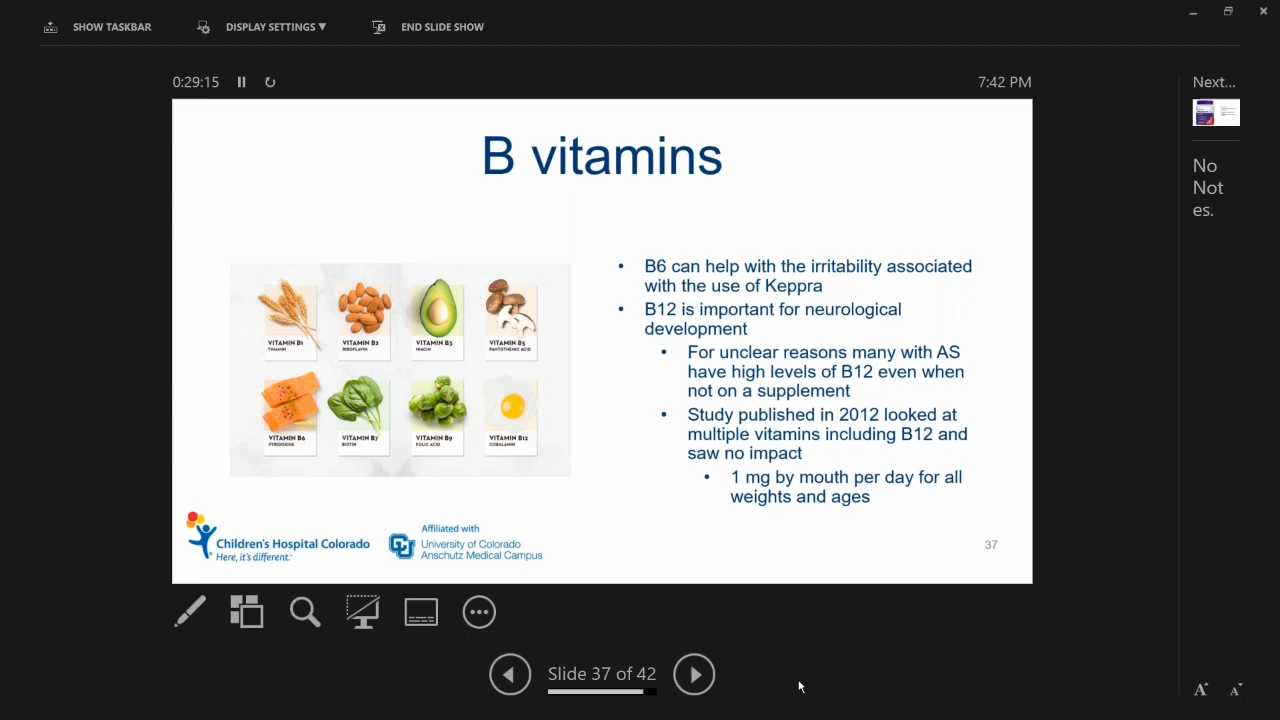 SHOW TASKBAR
DISPLAY SETTINGS ▼
END SLIDE SHOW
0:29:15
7:42 PM
Next...
B vitamins
VITAMIN B1
THIAMIN
VITAMIN B2
RIBOFLAVIN
VITAMIN B3
NIACIN
VITAMIN B5
PANTOTHENIC ACID
VITAMIN B6
PYRIDOXINE
VITAMIN B7
BIOTIN
VITAMIN B9
FOLIC ACID
VITAMIN B12
COBALAMIN
• B6 can help with the irritability associated
with the use of Keppra
• B12 is important for neurological
development
• For unclear reasons many with AS
have high levels of B12 even when
not on a supplement
• Study published in 2012 looked at
multiple vitamins including B12 and
saw no impact
• 1 mg by mouth per day for all
weights and ages
Children's Hospital Colorado
Here, it's different.
Affiliated with
University of Colorado
Anschutz Medical Campus
37
No
Not
es.
Slide 37 of 42
A A